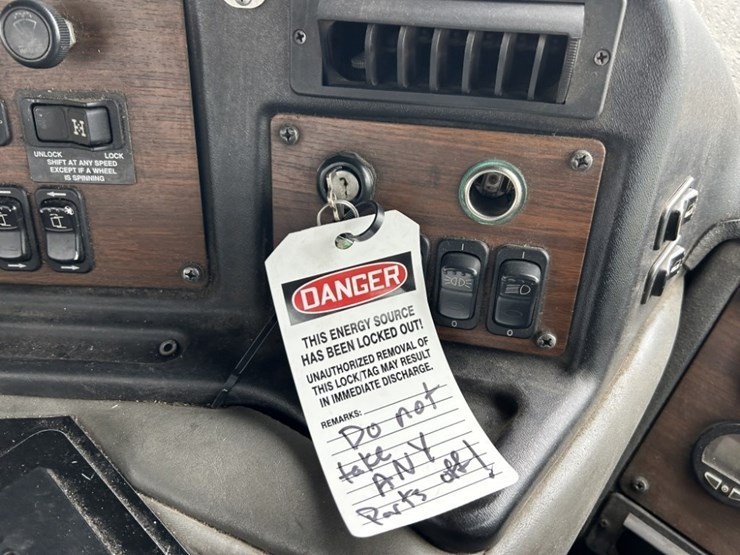 UNLOCK LOCK
SHIFT AT ANY SPEED
EXCEPT IF A WHEEL
IS SPINNING
DANGER
THIS ENERGY SOURCE
HAS BEEN LOCKED OUT!
UNAUTHORIZED REMOVAL OF
THIS LOCK/TAG MAY RESULT
IN IMMEDIATE DISCHARGE.
REMARKS:
Do not
take
ANY
Parts off!